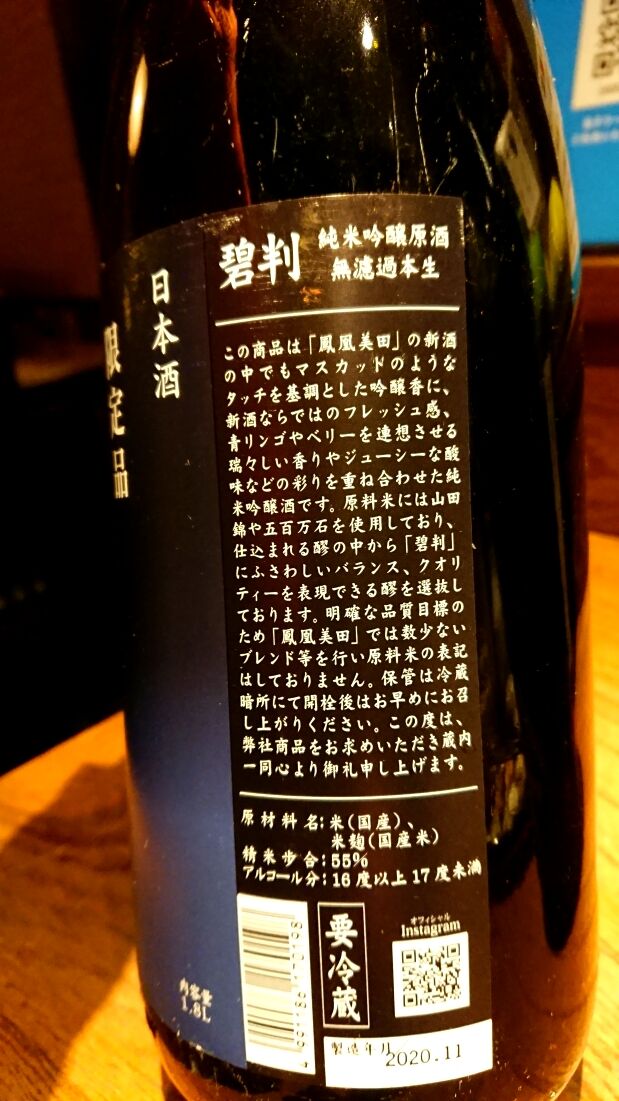 碧判
純米吟醸原酒
無濾過本生
日本酒
限定品
この商品は「鳳凰美田」の新酒
の中でもマスカッドのような
タッチを基調とした吟醸香に、
新酒ならではのフレッシュ感、
青リンゴやベリーを連想させる
瑞々しい香りやジューシーな酸
味などの彩りを重ね合わせた純
米吟醸酒です。原料米には山田
錦や五百万石を使用しており、
仕込まれる醪の中から「碧判」
にふさわしいバランス、クオリ
ティーを表現できる醪を選抜し
ております。明確な品質目標の
ため「鳳凰美田」では数少ない
ブレンド等を行い原料米の表記
はしておりません。保管は冷蔵
暗所にて開栓後はお早めにお召
し上がりください。この度は、
弊社商品をお求めいただき蔵内
一同心より御礼申し上げます。
原材料名:米(国産)、
米麹(国産米)
精米歩合:55%
アルコール分:16度以上17度未満
要冷蔵
オフィシャル
Instagram
内容量
1.8L
製造年月
2020.11